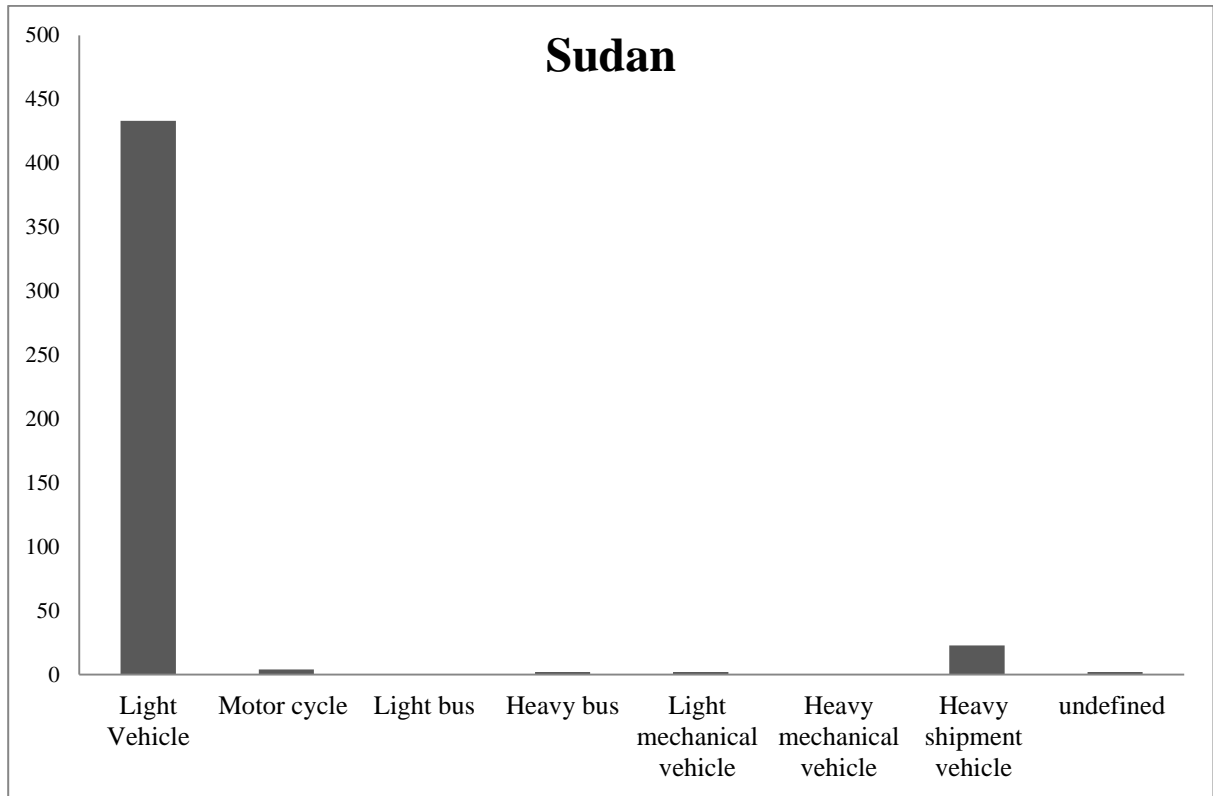 Sudan
500
450
400
350
300
250
200
150
100
50
0
Light
Vehicle
Motor cycle
Light bus
Heavy bus
Light
mechanical
vehicle
Heavy
mechanical
vehicle
Heavy
shipment
vehicle
undefined